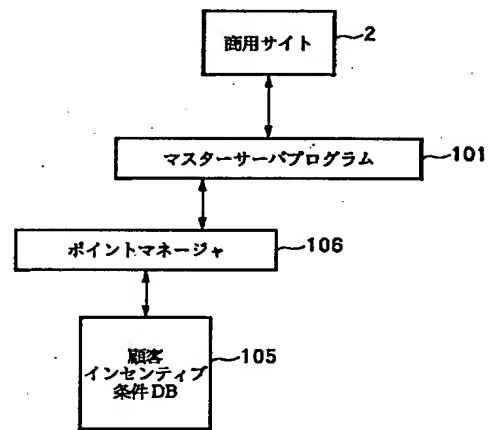 商用サイト
2
マスターサーバプログラム
101
ポイントマネージャ
106
顧客
インセンティブ
条件DB
105